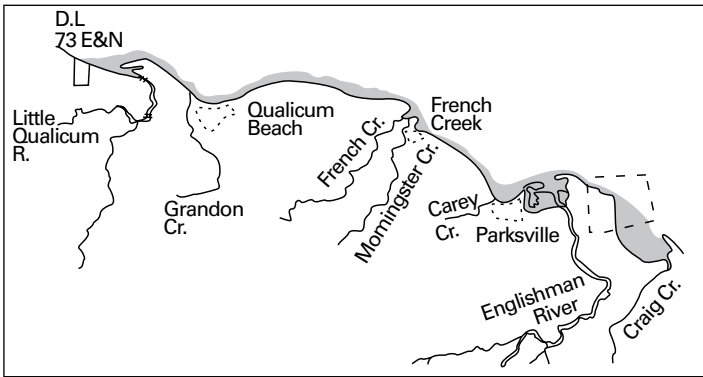 D.L
73 E&N
Little
Qualicum
R.
Grandon
Cr.
Qualicum
Beach
French Cr.
Morningster Cr.
French
Creek
Carey
Cr.
Parksville
Englishman
River
Craig Cr.